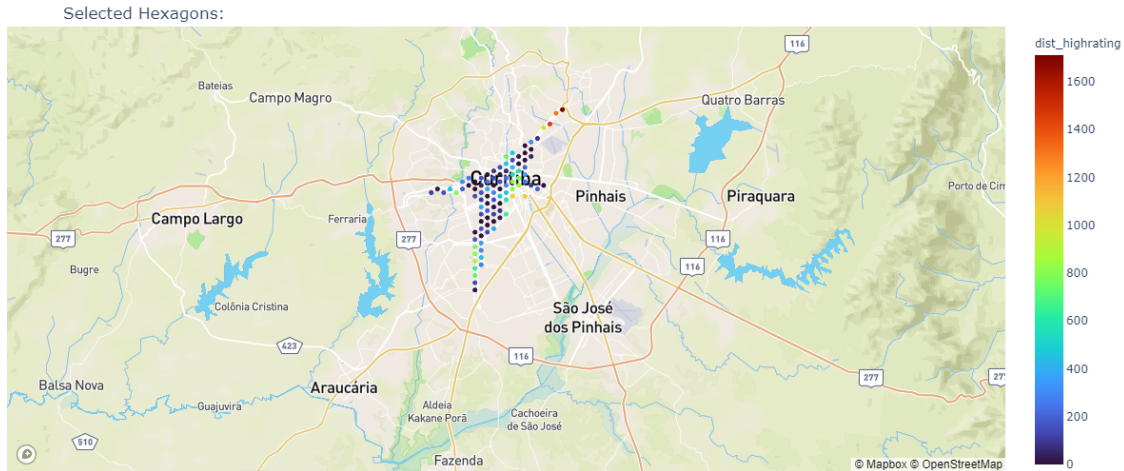 Selected Hexagons:
dist_highrating
116
1600
Bateias
Campo Magro
Quatro Barras
1400
1200
Curitiba
Pinhais
Piraquara
Porto de Cim
Campo Largo
Ferraria
1000
277
277
116
Bugre
116
800
Colônia Cristina
São José
dos Pinhais
600
423
116
400
Balsa Nova
Araucária
277
277
Guajuvira
Aldeia
Kakane Porã
Cachoeira
de São José
200
510
Fazenda
© Mapbox © OpenStreetMap
0